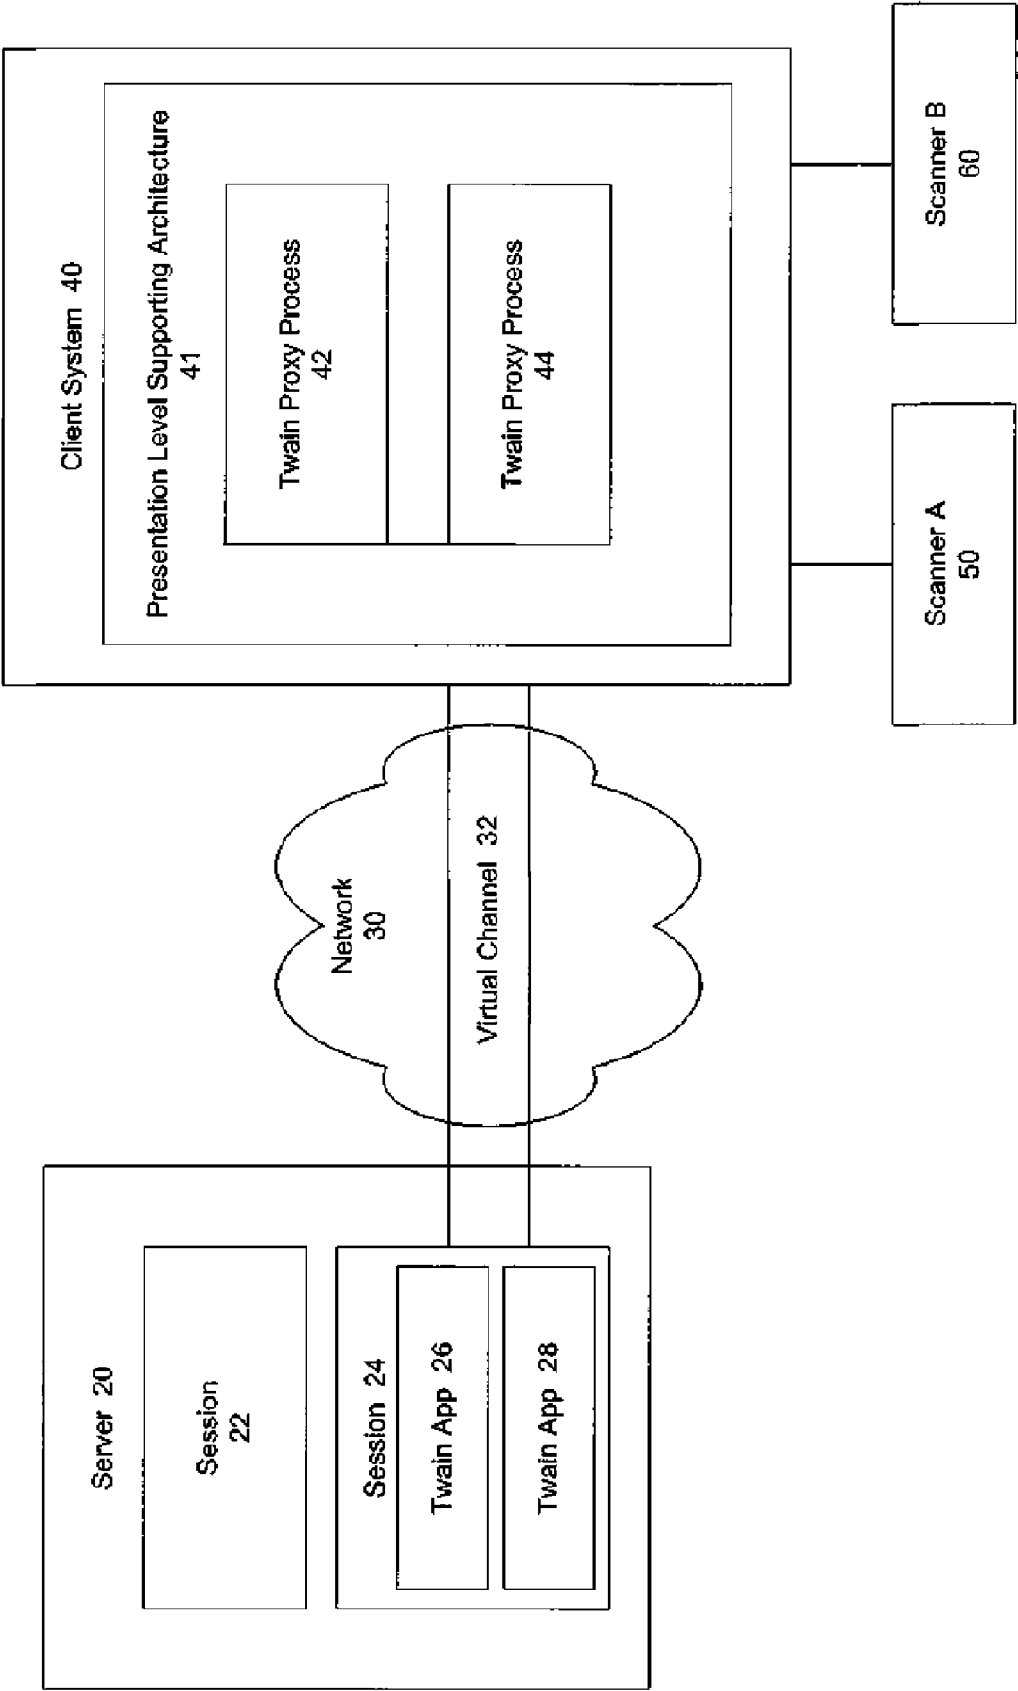 Server 20
Session
22
Session 24
Twain App 26
Twain App 28
Network
30
Virtual Channel 32
Client System 40
Presentation Level Supporting Architecture
41
Twain Proxy Process
42
Twain Proxy Process
44
Scanner A
50
Scanner B
60